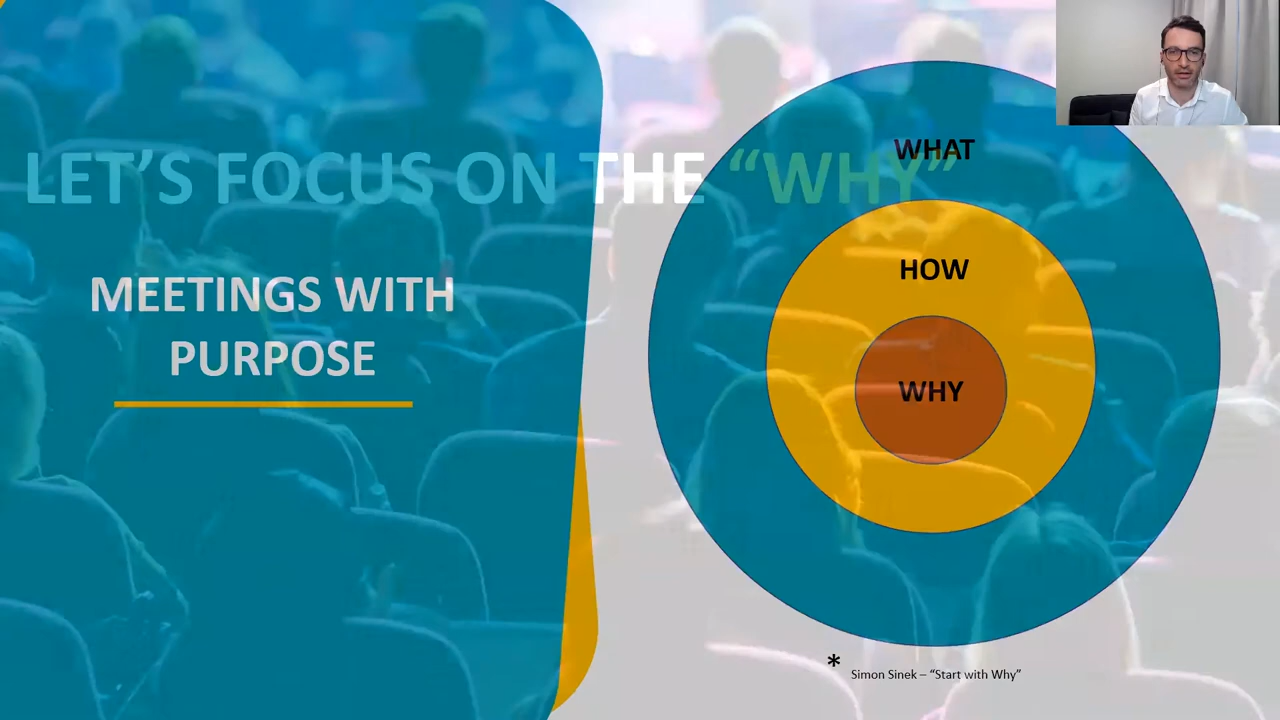 LET’S FOCUS ON THE “WHY”
MEETINGS WITH
PURPOSE
WHAT
HOW
WHY
*
Simon Sinek – “Start with Why”